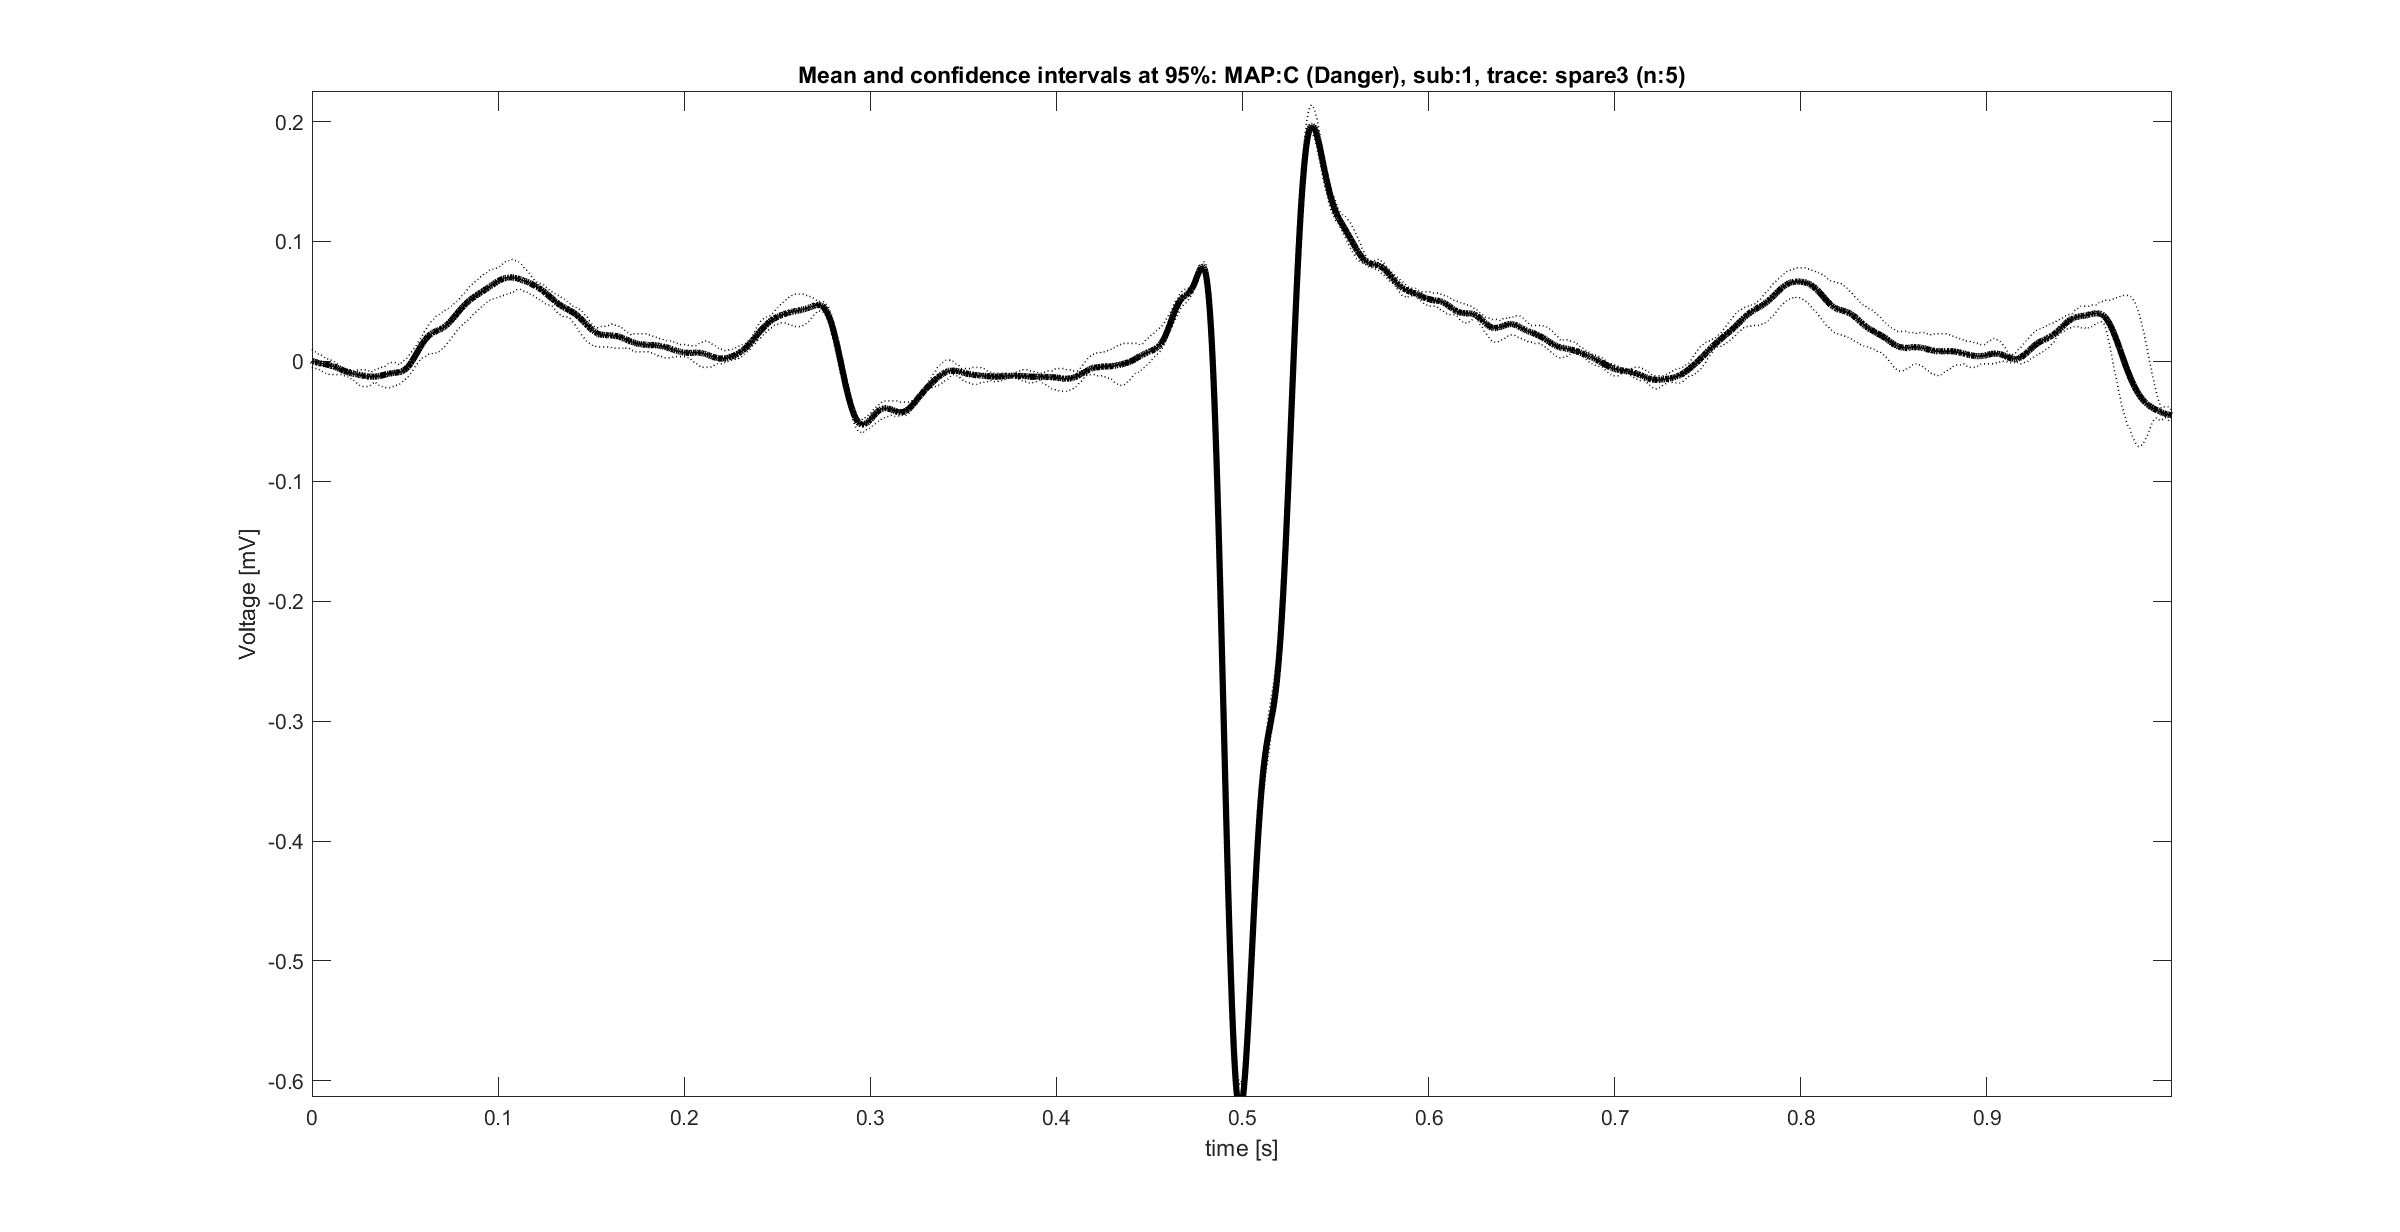 Mean and confidence intervals at 95%: MAP:C (Danger), sub:1, trace: spare3 (n:5)
0.2
0.1
0
-0.1
-0.2
-0.3
-0.4
-0.5
-0.6
Voltage [mV]
0 0.1 0.2 0.3 0.4 0.5 0.6 0.7 0.8 0.9
time [s]